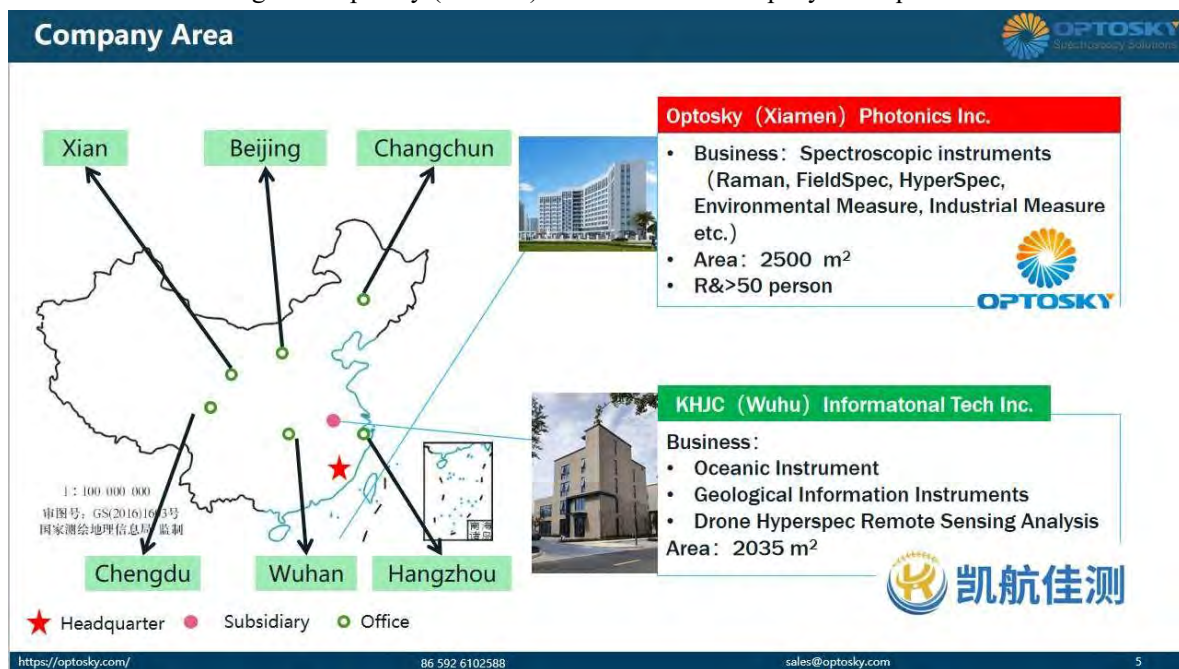 Company Area
OPTOSKY
Spectroscopy Solutions
Xian
Beijing
Changchun
Optosky （Xiamen） Photonics Inc.
• Business： Spectroscopic instruments
（Raman, FieldSpec, HyperSpec,
Environmental Measure, Industrial Measure
etc.）
• Area： 2500 m²
• R&>50 person
OPTOSKY
KHJC （Wuhu） Informatonal Tech Inc.
Business：
• Oceanic Instrument
• Geological Information Instruments
• Drone Hyperspec Remote Sensing Analysis
Area： 2035 m²
凯航佳测
1：100 000 000
国家测绘地理信息局 监制
南海
诸岛
Chengdu
Wuhan
Hangzhou
Headquarter
Subsidiary
Office
https://optosky.com/
86 592 6102588
sales@optosky.com
5